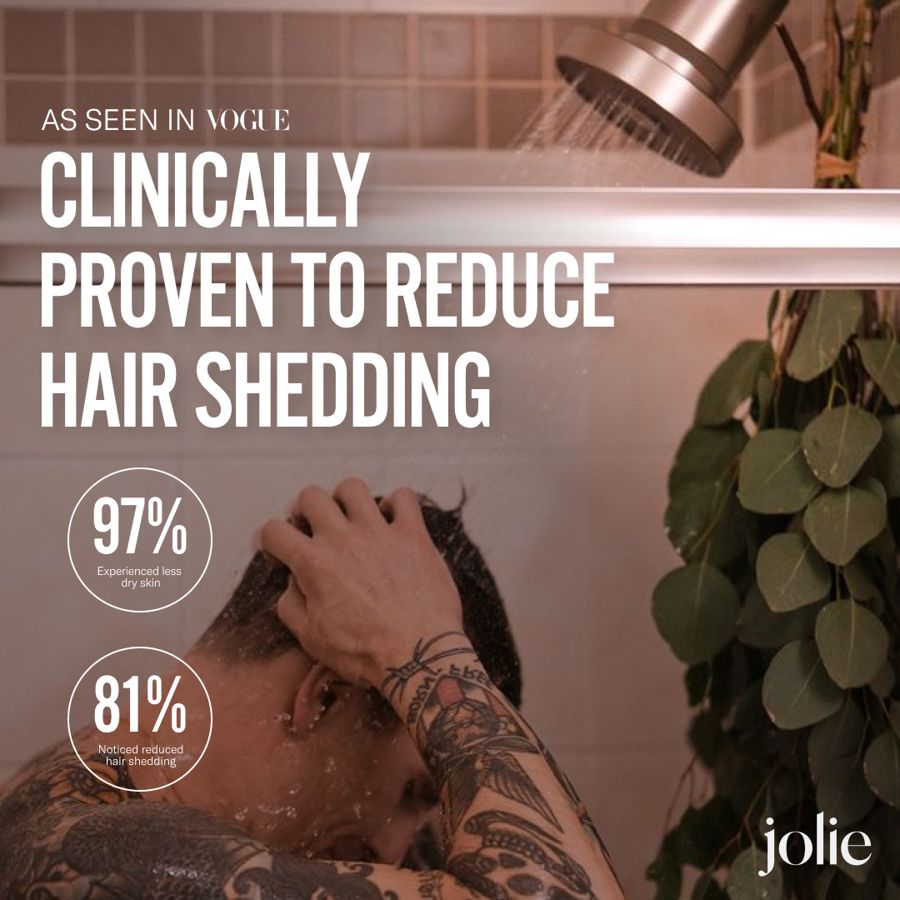 AS SEEN IN VOGUE
CLINICALLY
PROVEN TO REDUCE
HAIR SHEDDING
97%
Experienced less
dry skin
81%
Noticed reduced
hair shedding
jolie